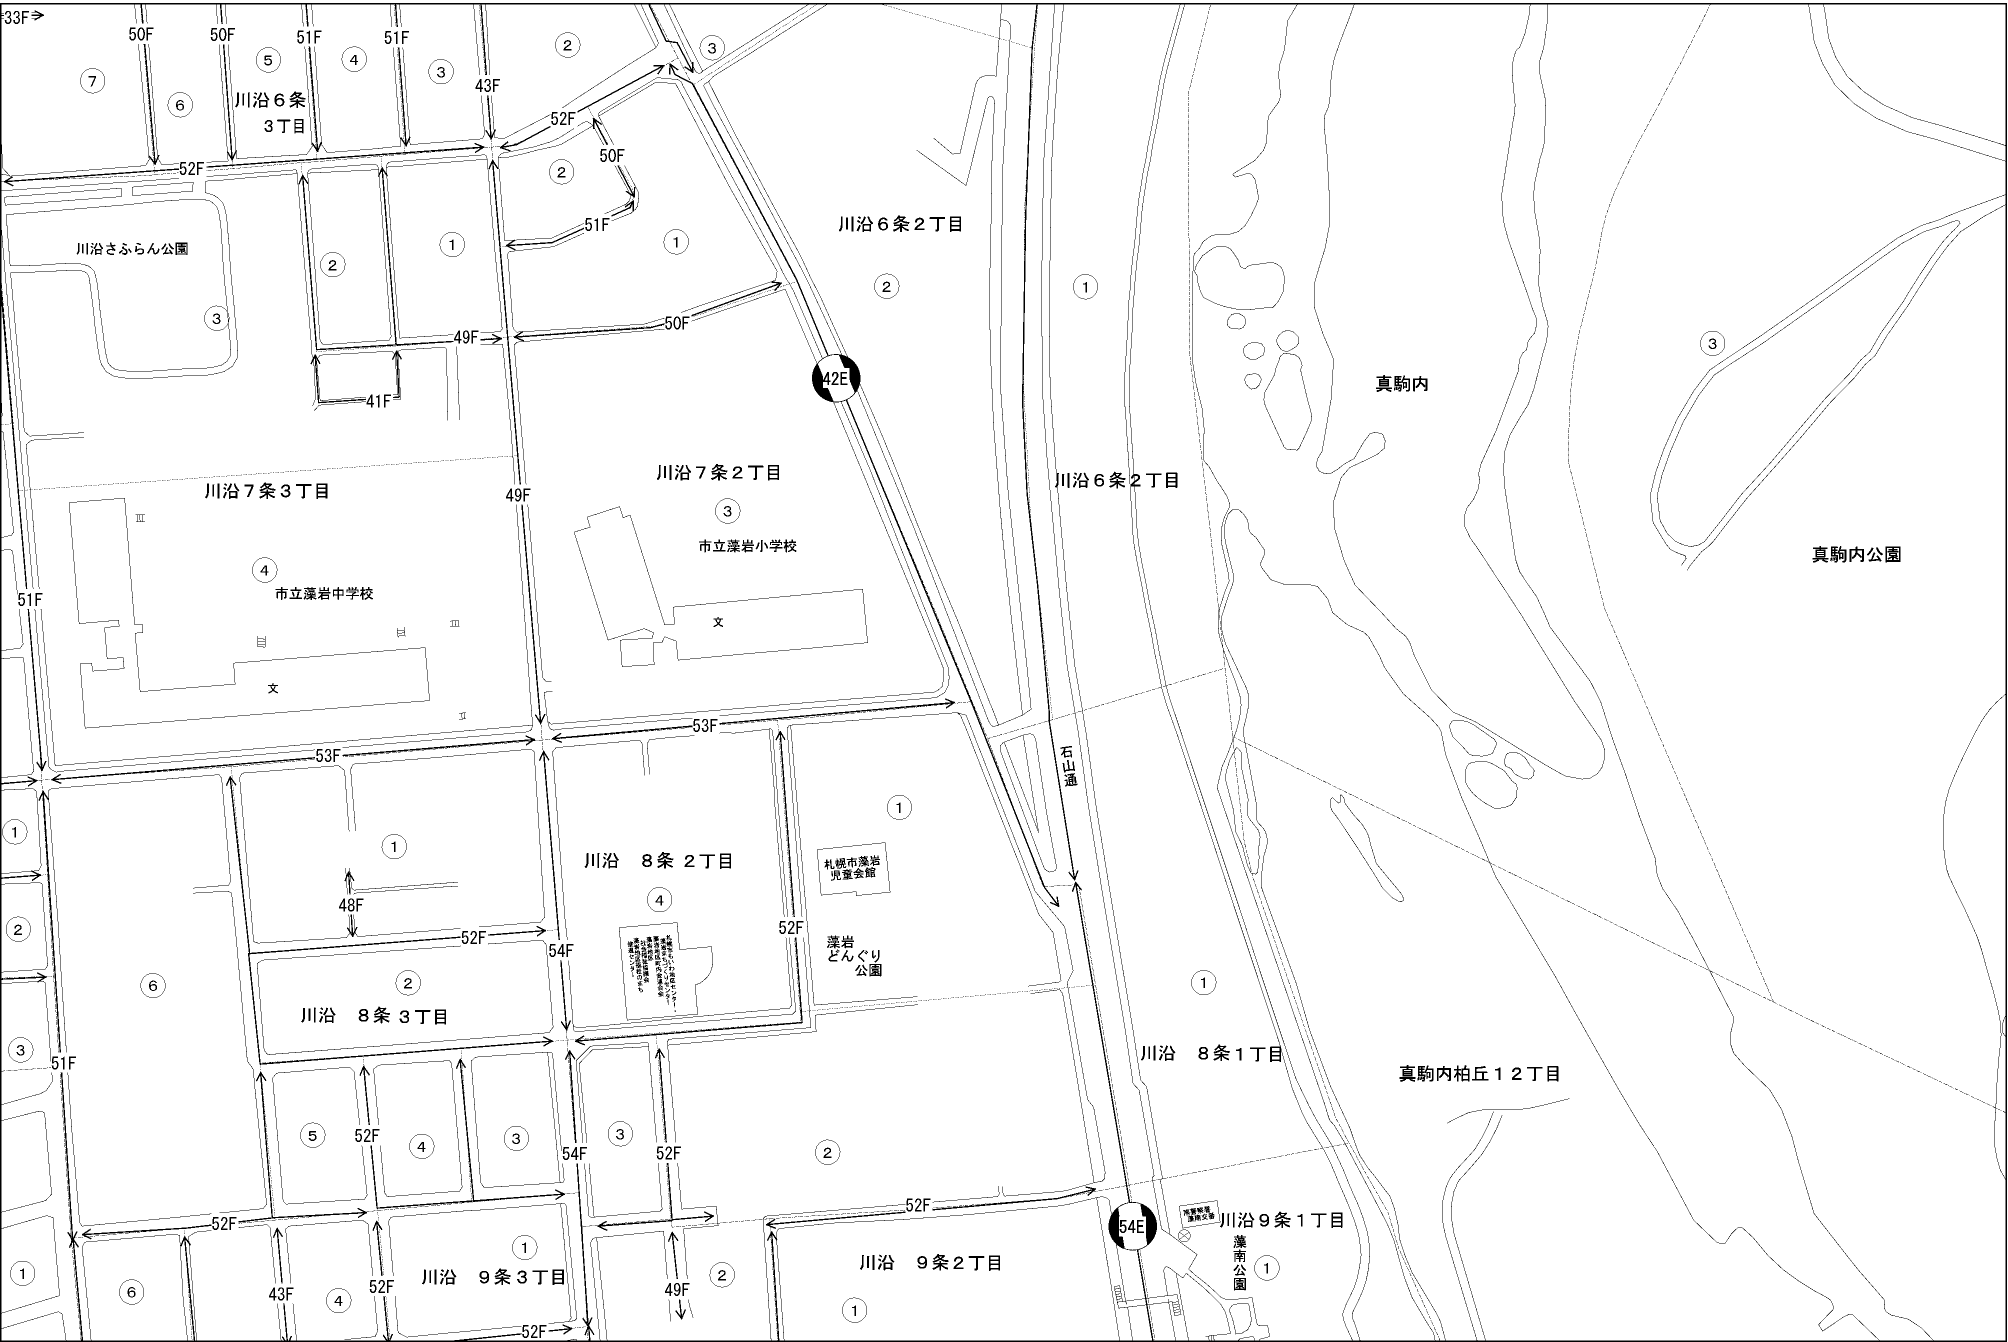 33F
50F
50F
51F
51F
43F
⑦
⑥
⑤
④
③
②
③
川沿６条
３丁目
52F
52F
50F
②
51F
①
川沿さふらん公園
③
②
①
49F
50F
41F
42E
川沿６条２丁目
②
①
川沿６条２丁目
真駒内
③
真駒内公園
川沿７条３丁目
④
市立藻岩中学校
文
49F
51F
川沿７条２丁目
③
市立藻岩小学校
文
53F
53F
石山通
①
②
③
⑥
①
48F
52F
54F
②
川沿　８条３丁目
51F
川沿　８条２丁目
④
52F
①
札幌市藻岩
児童会館
藻岩
どんぐり
公園
①
川沿　８条１丁目
真駒内柏丘１２丁目
⑤
52F
④
③
54F
③
52F
②
52F
52F
54E
川沿９条１丁目
藻南公園
①
①
⑥
43F
④
52F
①
川沿　９条３丁目
52F
49F
②
川沿　９条２丁目
①